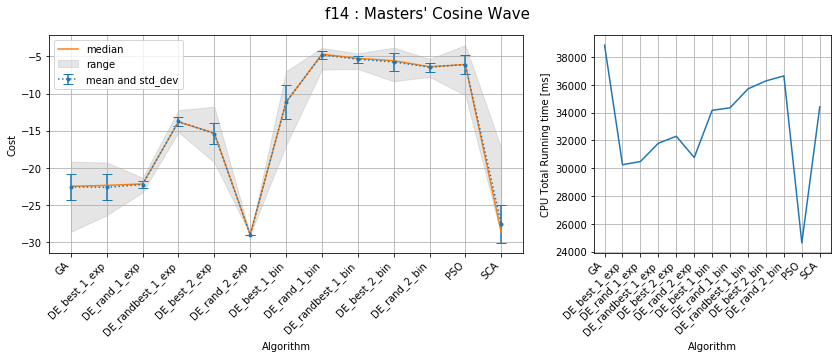 f14 : Masters' Cosine Wave
median
range
mean and std_dev
Cost
−5
−10
−15
−20
−25
−30
GA
DE_best_1_exp
DE_rand_1_exp
DE_randbest_1_exp
DE_best_2_exp
DE_rand_2_exp
DE_best_1_bin
DE_rand_1_bin
DE_randbest_1_bin
DE_best_2_bin
DE_rand_2_bin
PSO
SCA
Algorithm
CPU Total Running time [ms]
38000
36000
34000
32000
30000
28000
26000
24000
GA
DE_best_1_exp
DE_rand_1_exp
DE_randbest_1_exp
DE_best_2_exp
DE_rand_2_exp
DE_best_1_bin
DE_rand_1_bin
DE_randbest_1_bin
DE_best_2_bin
DE_rand_2_bin
PSO
SCA
Algorithm